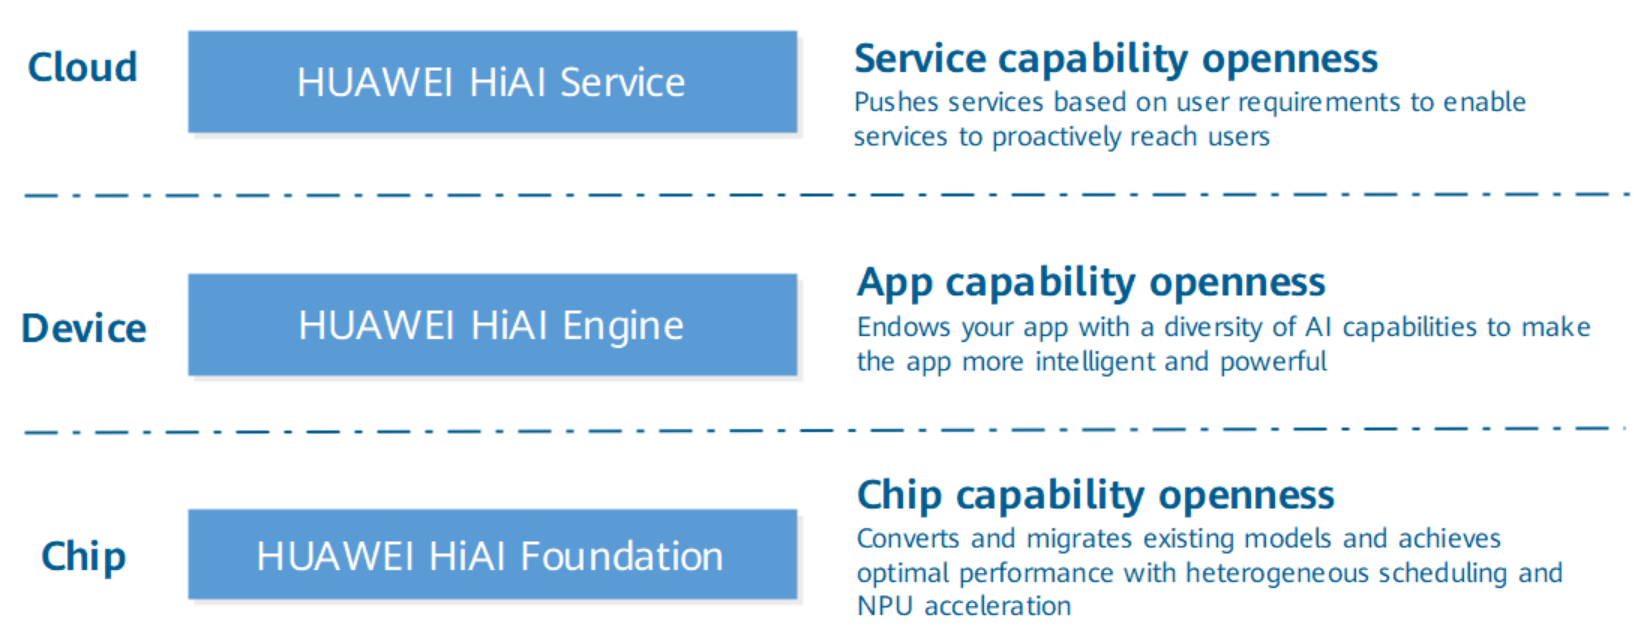 Cloud
HUAWEI HiAI Service
Service capability openness
Pushes services based on user requirements to enable
services to proactively reach users
Device
HUAWEI HiAI Engine
App capability openness
Endows your app with a diversity of AI capabilities to make
the app more intelligent and powerful
Chip
HUAWEI HiAI Foundation
Chip capability openness
Converts and migrates existing models and achieves
optimal performance with heterogeneous scheduling and
NPU acceleration